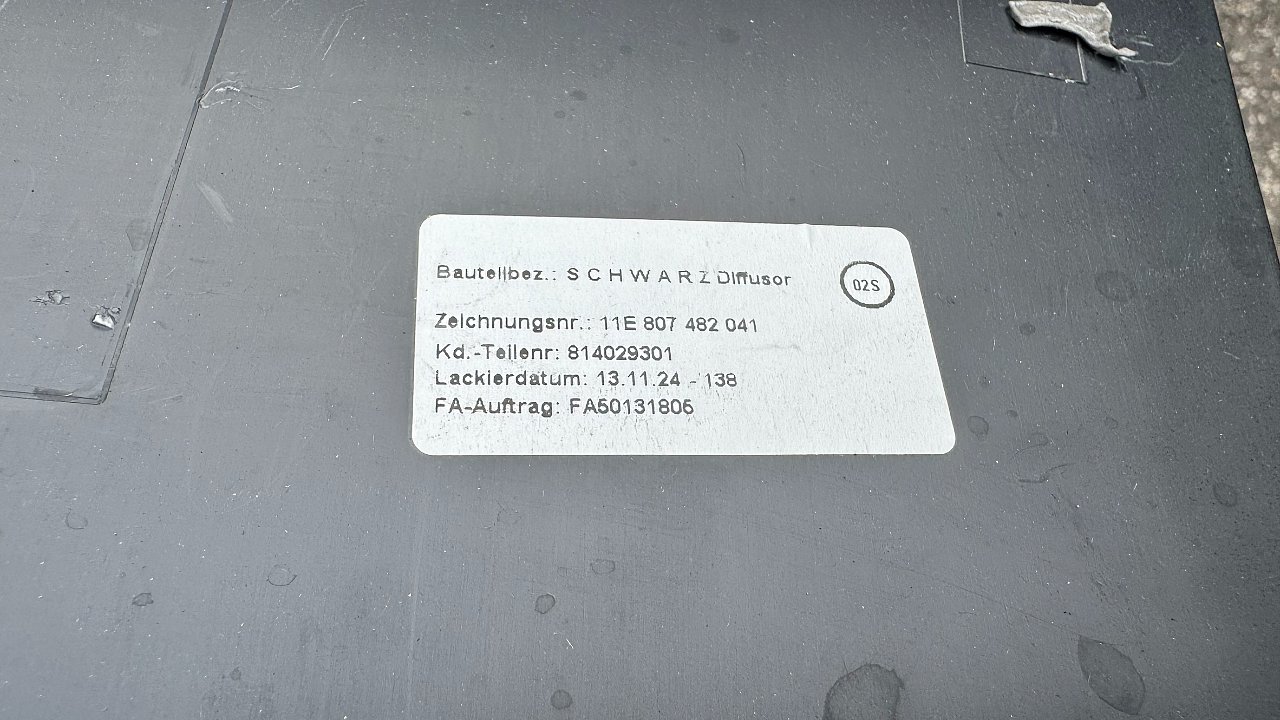 Bauteilbez.: S C H W A R Z Diffusor
02S
Zeichnungsnr.: 11E 807 482 041
Kd.-Teilenr: 814029301
Lackierdatum: 13.11.24 - 138
FA-Auftrag: FA50131806